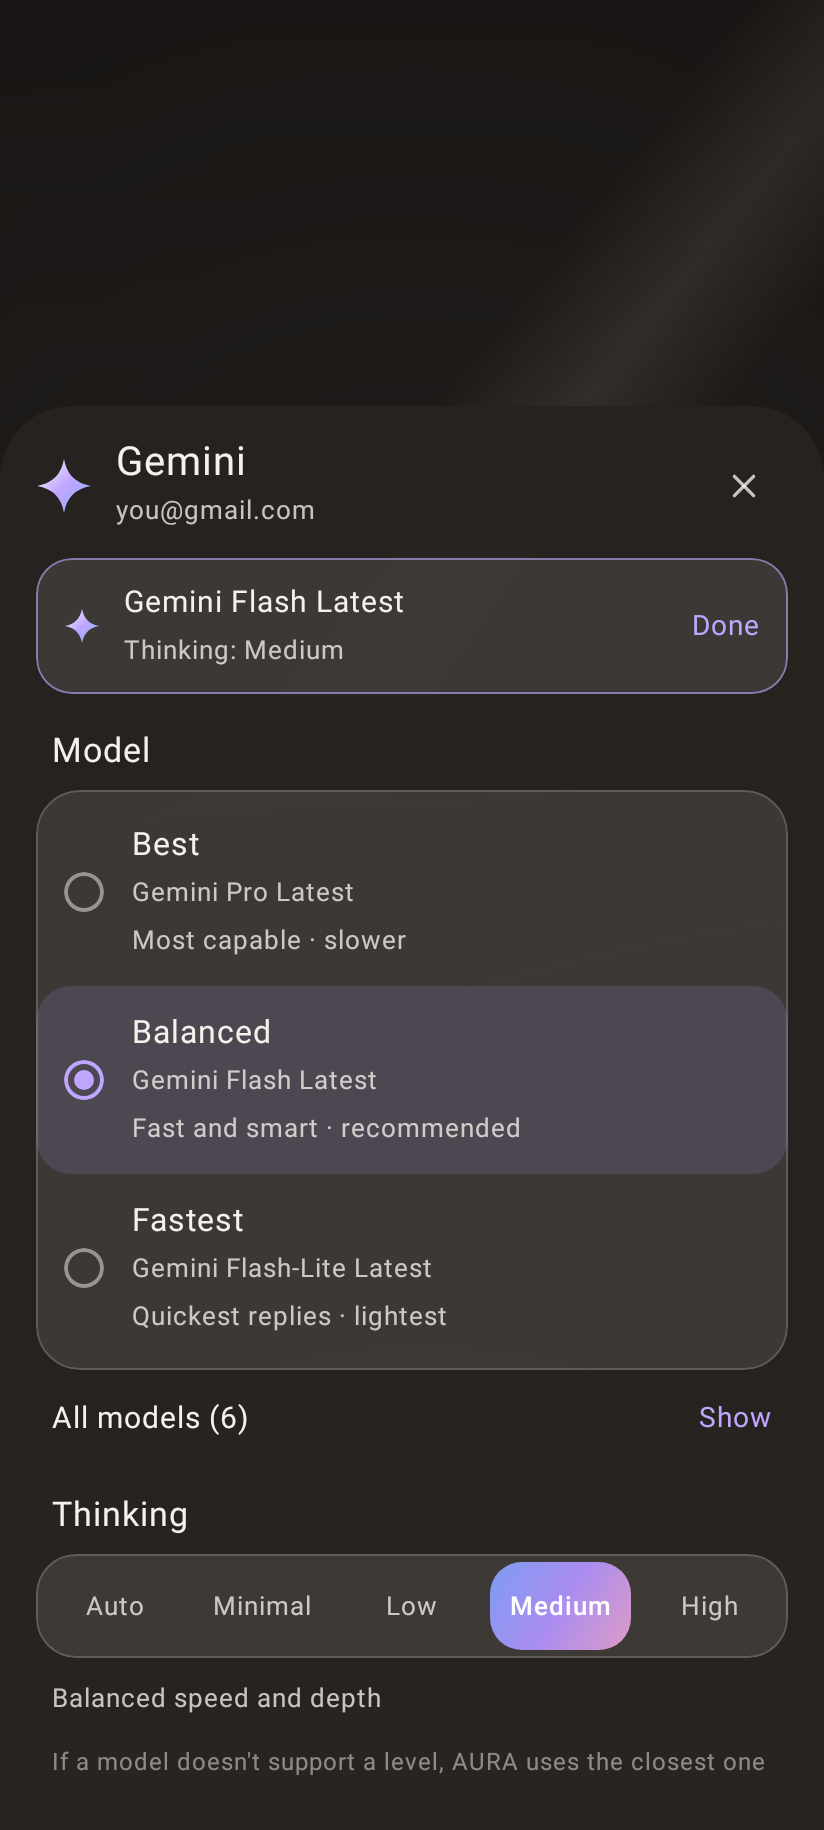 Gemini
you@gmail.com
Gemini Flash Latest
Thinking: Medium
Done
Model
Best
Gemini Pro Latest
Most capable · slower
Balanced
Gemini Flash Latest
Fast and smart · recommended
Fastest
Gemini Flash-Lite Latest
Quickest replies · lightest
All models (6)
Show
Thinking
Auto
Minimal
Low
Medium
High
Balanced speed and depth
If a model doesn't support a level, AURA uses the closest one